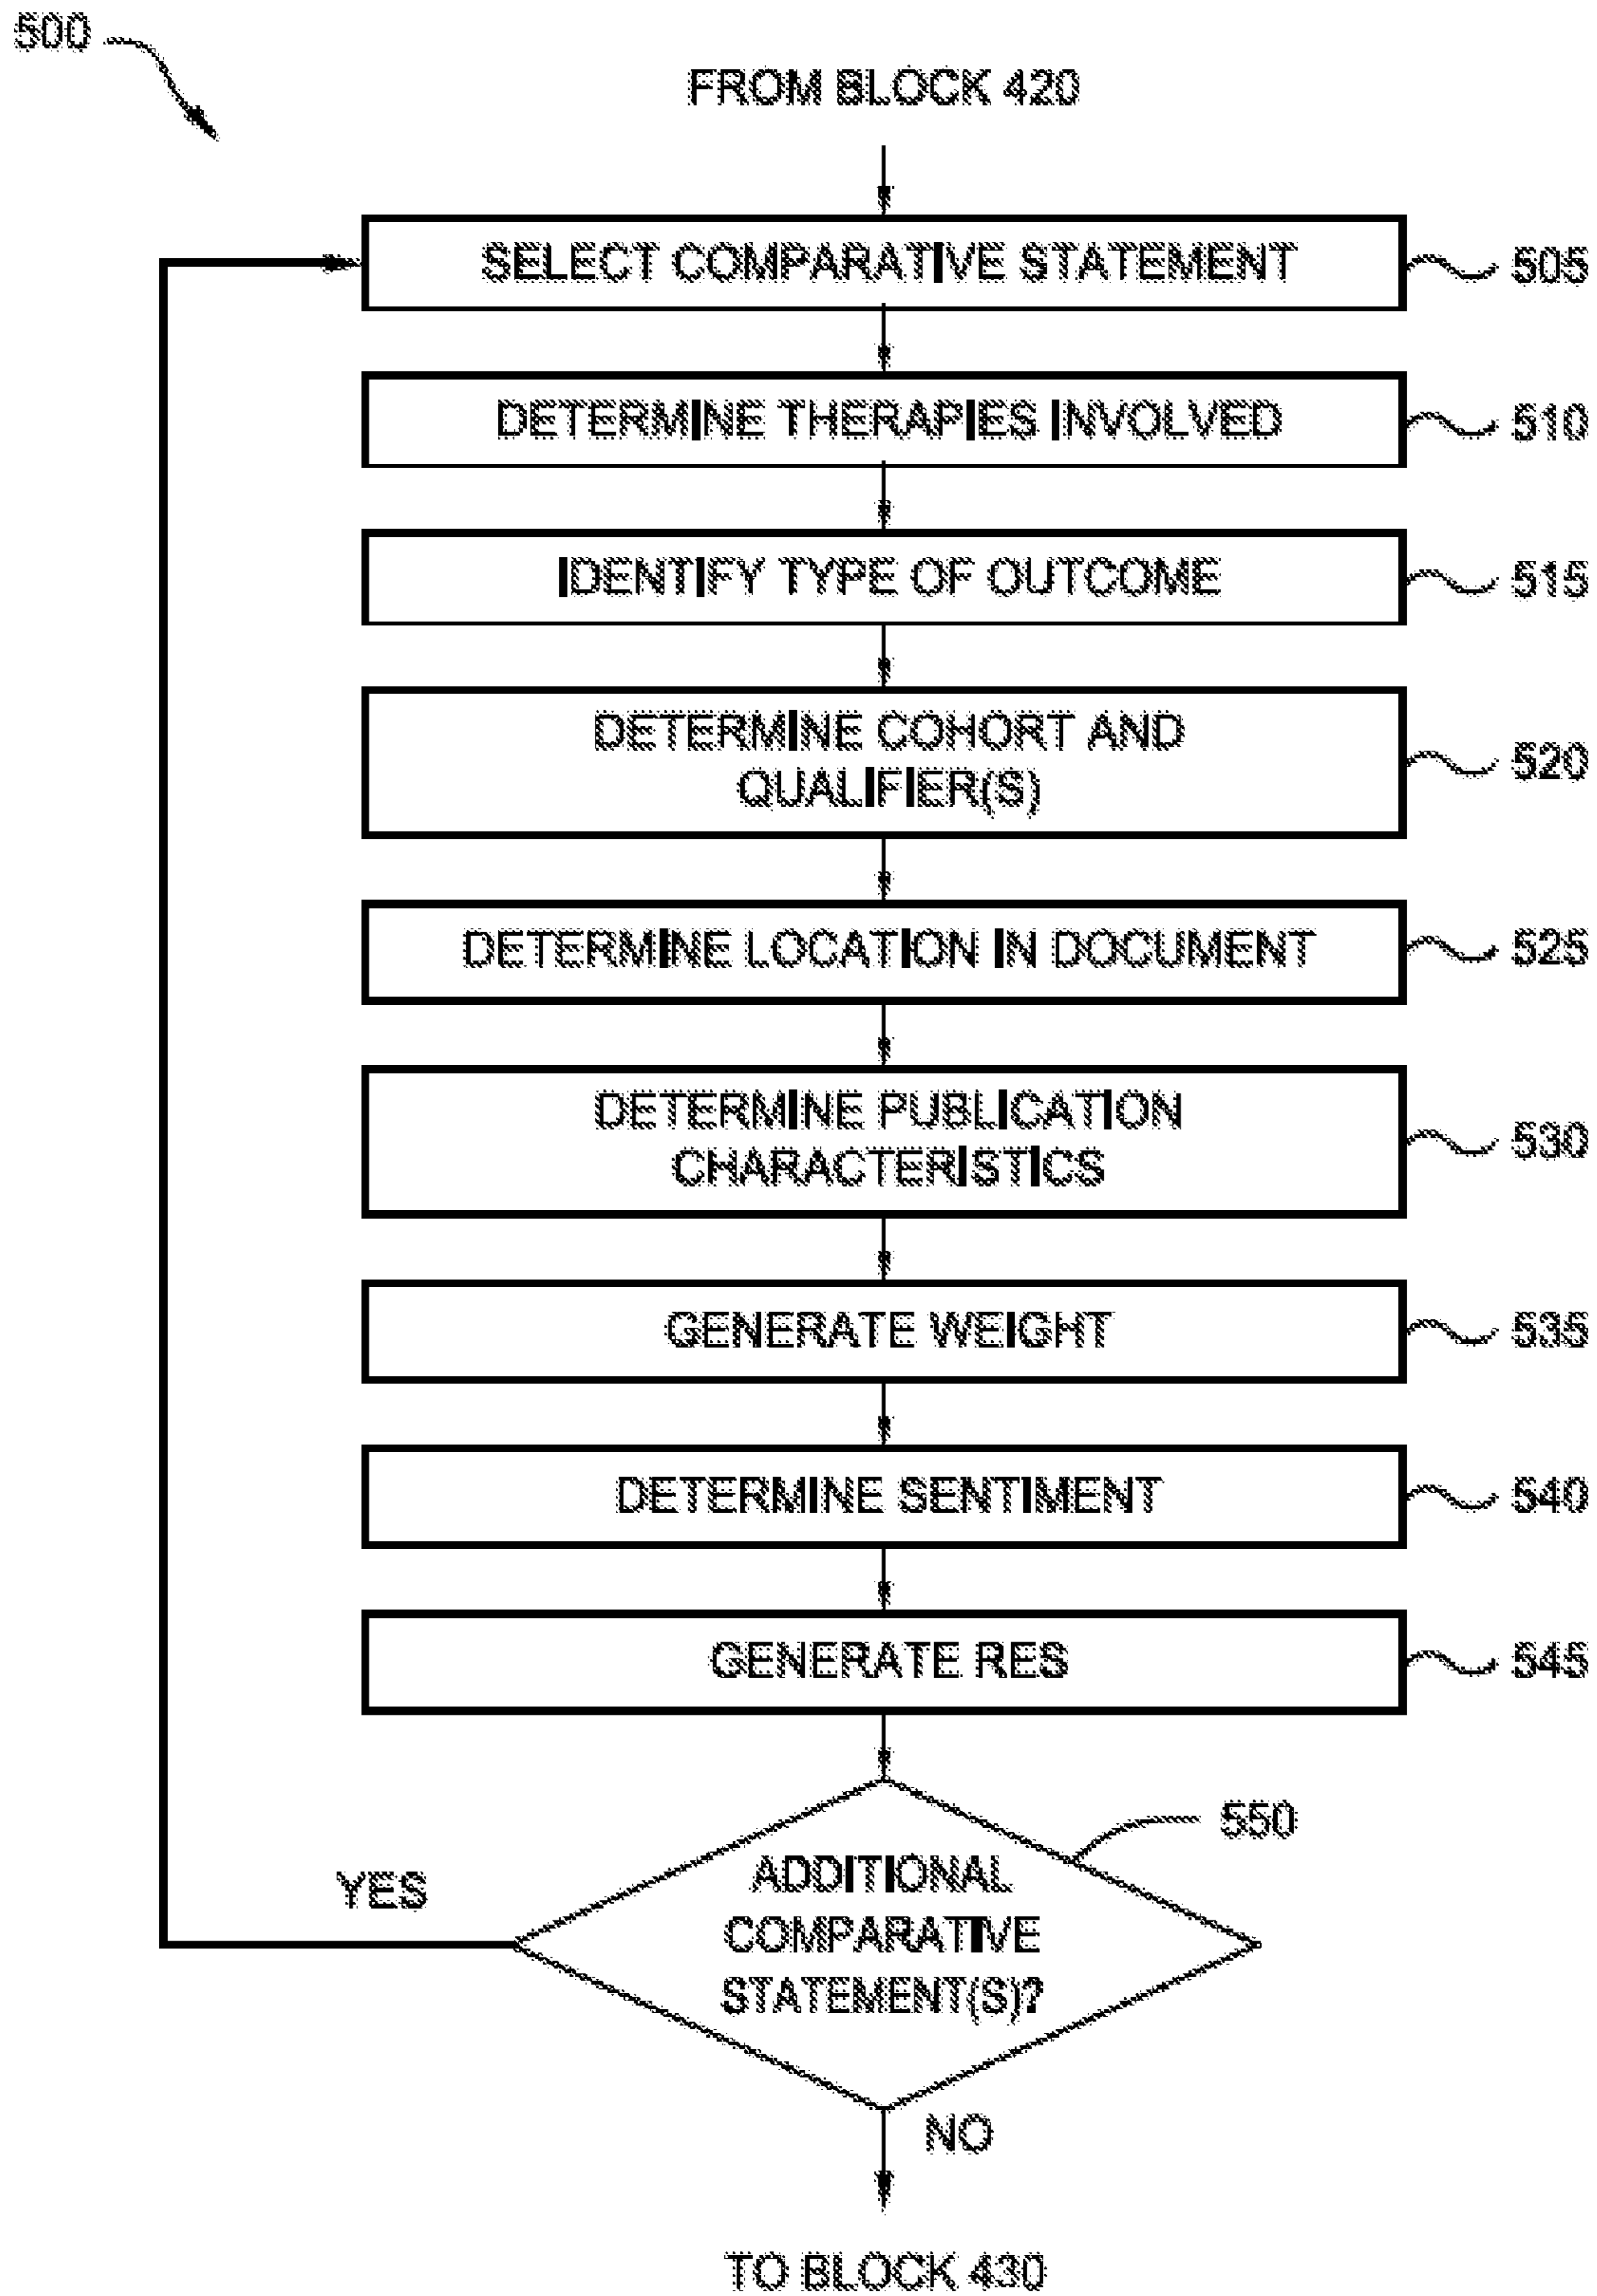 500
FROM BLOCK 420
SELECT COMPARATIVE STATEMENT
505
DETERMINE THERAPIES INVOLVED
510
IDENTIFY TYPE OF OUTCOME
515
DETERMINE COHORT AND
QUALIFIER(S)
520
DETERMINE LOCATION IN DOCUMENT
525
DETERMINE PUBLICATION
CHARACTERISTICS
530
GENERATE WEIGHT
535
DETERMINE SENTIMENT
540
GENERATE RES
545
550
ADDITIONAL
COMPARATIVE
STATEMENT(S)?
YES
NO
TO BLOCK 430